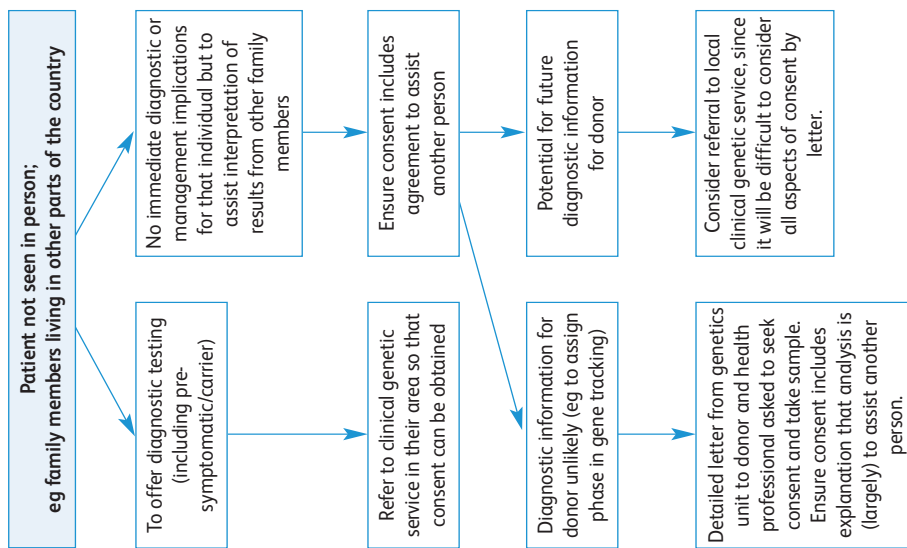 Patient not seen in person;
eg family members living in other parts of the country
To offer diagnostic testing
(including pre-
symptomatic/carrier)
Refer to clinical genetic
service in their area so that
consent can be obtained
No immediate diagnostic or
management implications
for that individual but to
assist interpretation of
results from other family
members
Ensure consent includes
agreement to assist
another person
Diagnostic information for
donor unlikely (eg to assign
phase in gene tracking)
Detailed letter from genetics
unit to donor and health
professional asked to seek
consent and take sample.
Ensure consent includes
explanation that analysis is
(largely) to assist another
person.
Potential for future
diagnostic information
for donor
Consider referral to local
clinical genetic service, since
it will be difficult to consider
all aspects of consent by
letter.